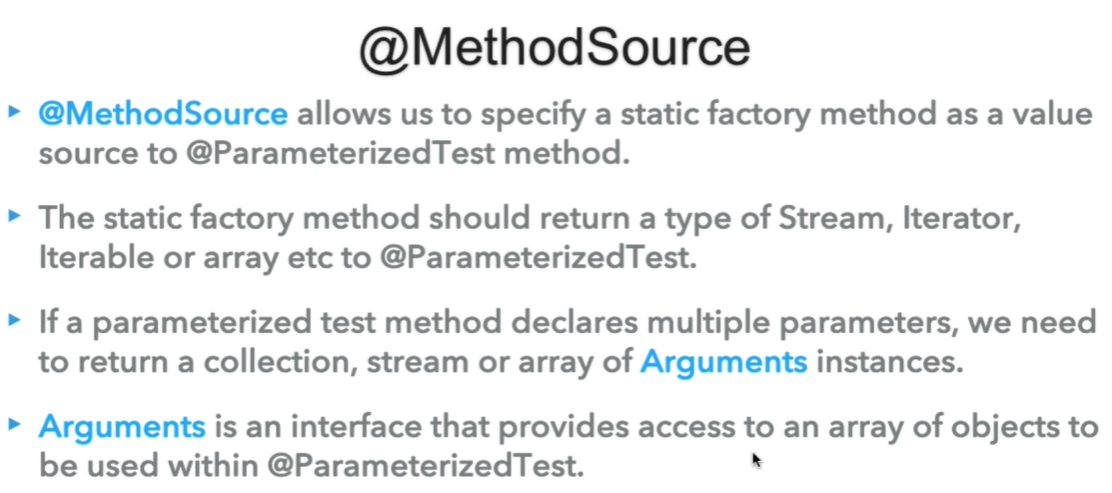 @MethodSource
@MethodSource allows us to specify a static factory method as a value
source to @ParameterizedTest method.
The static factory method should return a type of Stream, Iterator,
Iterable or array etc to @ParameterizedTest.
If a parameterized test method declares multiple parameters, we need
to return a collection, stream or array of Arguments instances.
Arguments is an interface that provides access to an array of objects to
be used within @ParameterizedTest.